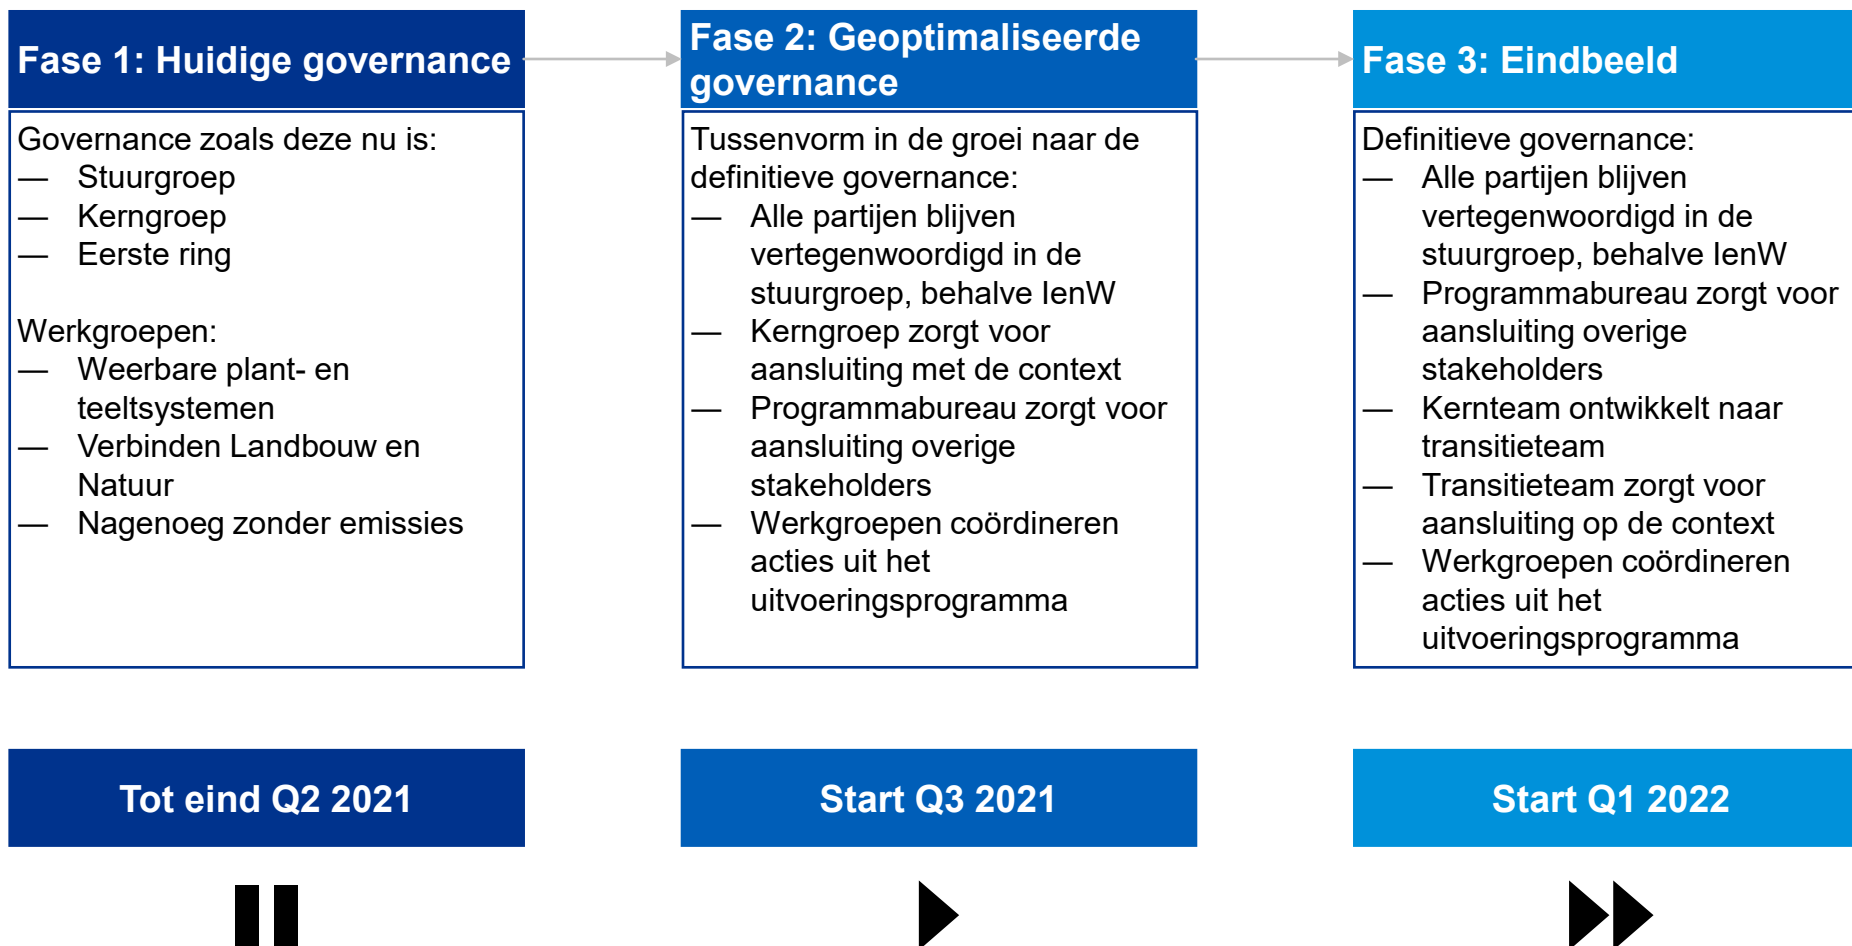 Fase 1: Huidige governance
Governance zoals deze nu is:
— Stuurgroep
— Kerngroep
— Eerste ring
Werkgroepen:
— Weerbare plant- en
teeltsystemen
— Verbinden Landbouw en
Natuur
— Nagenoeg zonder emissies
Tot eind Q2 2021
Fase 2: Geoptimaliseerde
governance
Tussenvorm in de groei naar de
definitieve governance:
— Alle partijen blijven
vertegenwoordigd in de
stuurgroep, behalve IenW
— Kerngroep zorgt voor
aansluiting met de context
— Programmabureau zorgt voor
aansluiting overige
stakeholders
— Werkgroepen coördineren
acties uit het
uitvoeringsprogramma
Start Q3 2021
Fase 3: Eindbeeld
Definitieve governance:
— Alle partijen blijven
vertegenwoordigd in de
stuurgroep, behalve IenW
— Programmabureau zorgt voor
aansluiting overige
stakeholders
— Kernteam ontwikkelt naar
transitieteam
— Transitieteam zorgt voor
aansluiting op de context
— Werkgroepen coördineren
acties uit het
uitvoeringsprogramma
Start Q1 2022